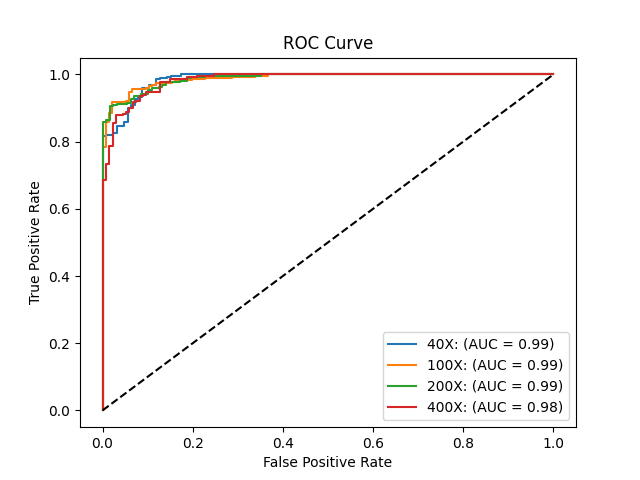 ROC Curve
1.0
0.8
0.6
0.4
0.2
0.0
True Positive Rate
0.0 0.2 0.4 0.6 0.8 1.0
False Positive Rate
40X: (AUC = 0.99)
100X: (AUC = 0.99)
200X: (AUC = 0.99)
400X: (AUC = 0.98)